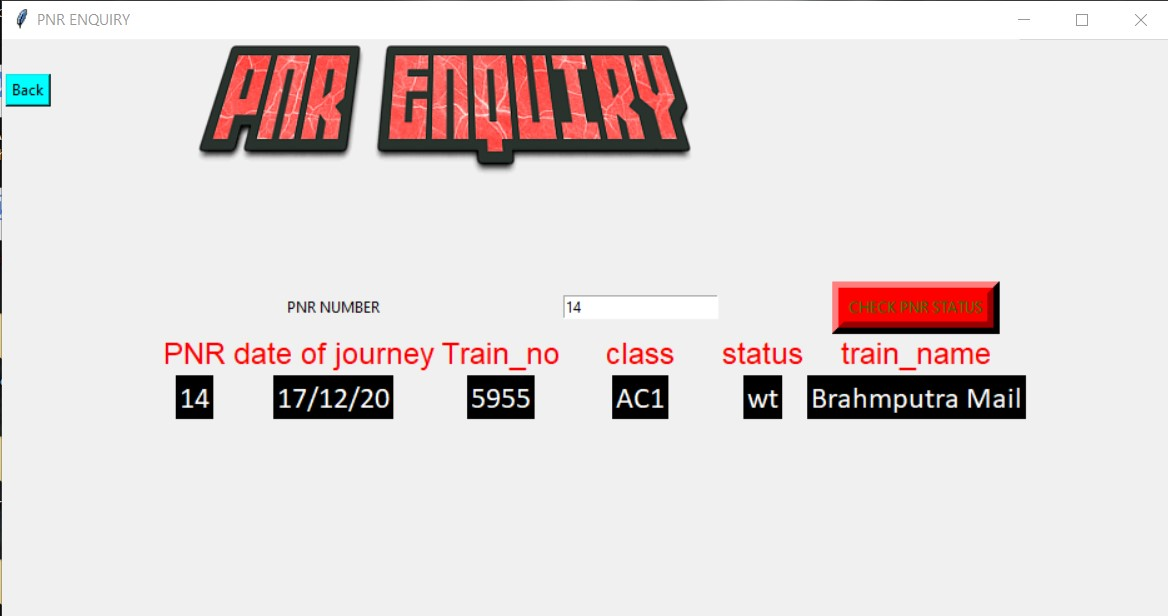 PNR ENQUIRY
Back
PNR ENQUIRY
PNR NUMBER 14 CHECK PNR STATUS
PNR date of journey Train_no class status train_name
14 17/12/20 5955 AC1 wt Brahmputra Mail